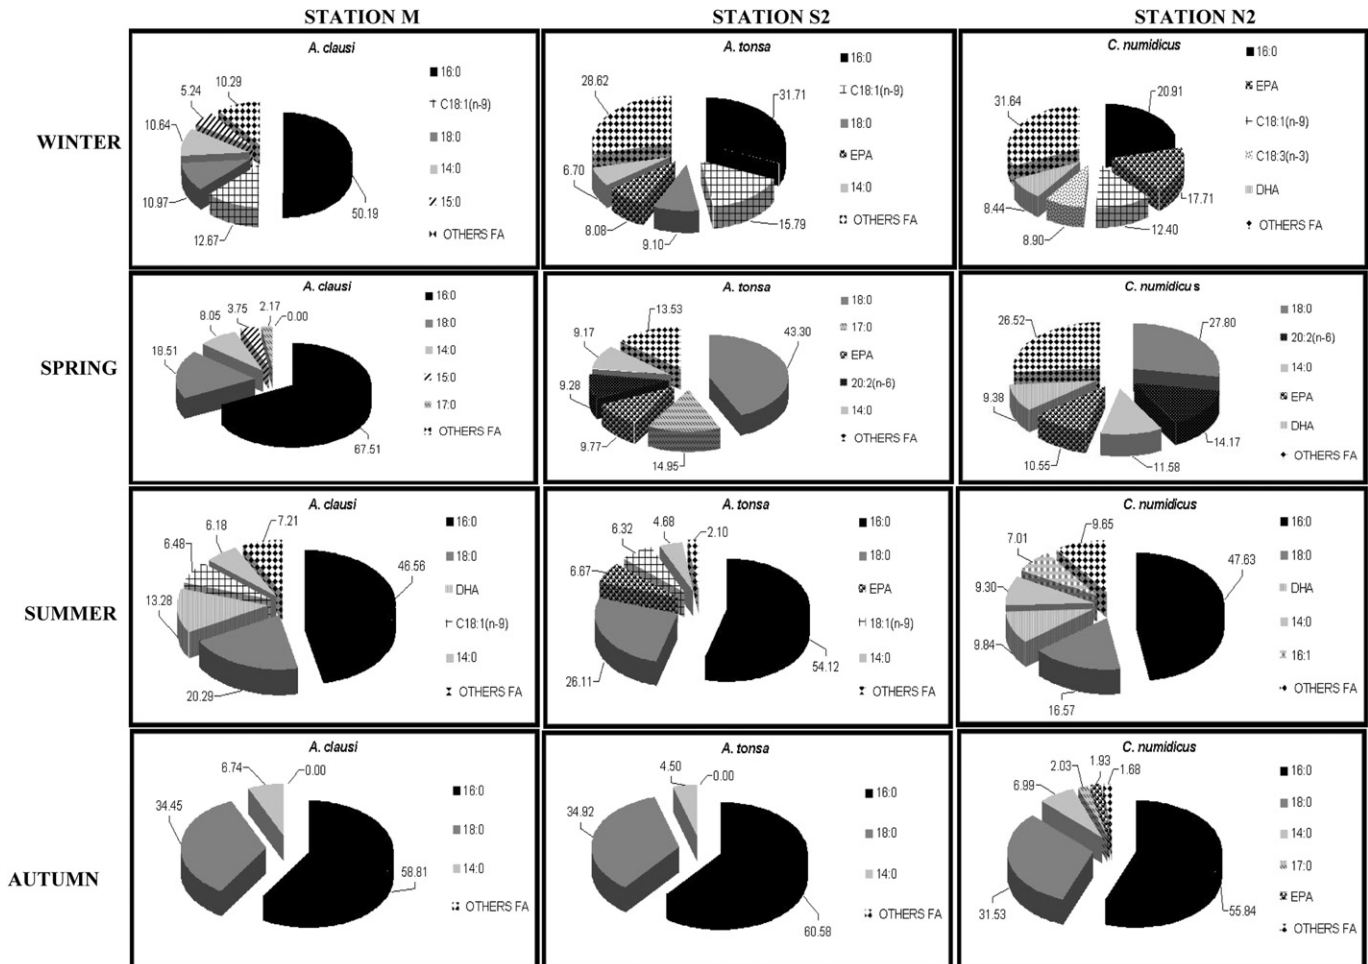 STATION M
STATION S2
STATION N2
WINTER
A. clausi
10.29
5.24
10.64
10.97
12.67
50.19
16:0
C18:1(n-9)
18:0
14:0
15:0
OTHERS FA
A. tonsa
28.62
31.71
6.70
8.08
9.10
15.79
16:0
C18:1(n-9)
18:0
EPA
14:0
OTHERS FA
C. numidicus
31.64
20.91
8.44
8.90
12.40
17.71
16:0
EPA
C18:1(n-9)
C18:3(n-3)
DHA
OTHERS FA
SPRING
A. clausi
8.05
3.75
2.17
0.00
18.51
67.51
16:0
18:0
14:0
15:0
17:0
OTHERS FA
A. tonsa
13.53
9.17
43.30
9.28
9.77
14.95
18:0
17:0
EPA
20:2(n-6)
14:0
OTHERS FA
C. numidicus
26.52
27.80
9.38
10.55
11.58
14.17
18:0
20:2(n-6)
14:0
EPA
DHA
OTHERS FA
SUMMER
A. clausi
7.21
6.18
6.48
46.56
13.28
20.29
16:0
18:0
DHA
C18:1(n-9)
14:0
OTHERS FA
A. tonsa
4.68
2.10
6.32
6.67
26.11
54.12
16:0
18:0
EPA
18:1(n-9)
14:0
OTHERS FA
C. numidicus
9.65
7.01
9.30
47.63
9.84
16.57
16:0
18:0
DHA
14:0
16:1
OTHERS FA
AUTUMN
A. clausi
6.74
0.00
34.45
58.81
16:0
18:0
14:0
OTHERS FA
A. tonsa
4.50
0.00
34.92
60.58
16:0
18:0
14:0
OTHERS FA
C. numidicus
2.03
1.93
1.68
6.99
31.53
55.84
16:0
18:0
14:0
17:0
EPA
OTHERS FA